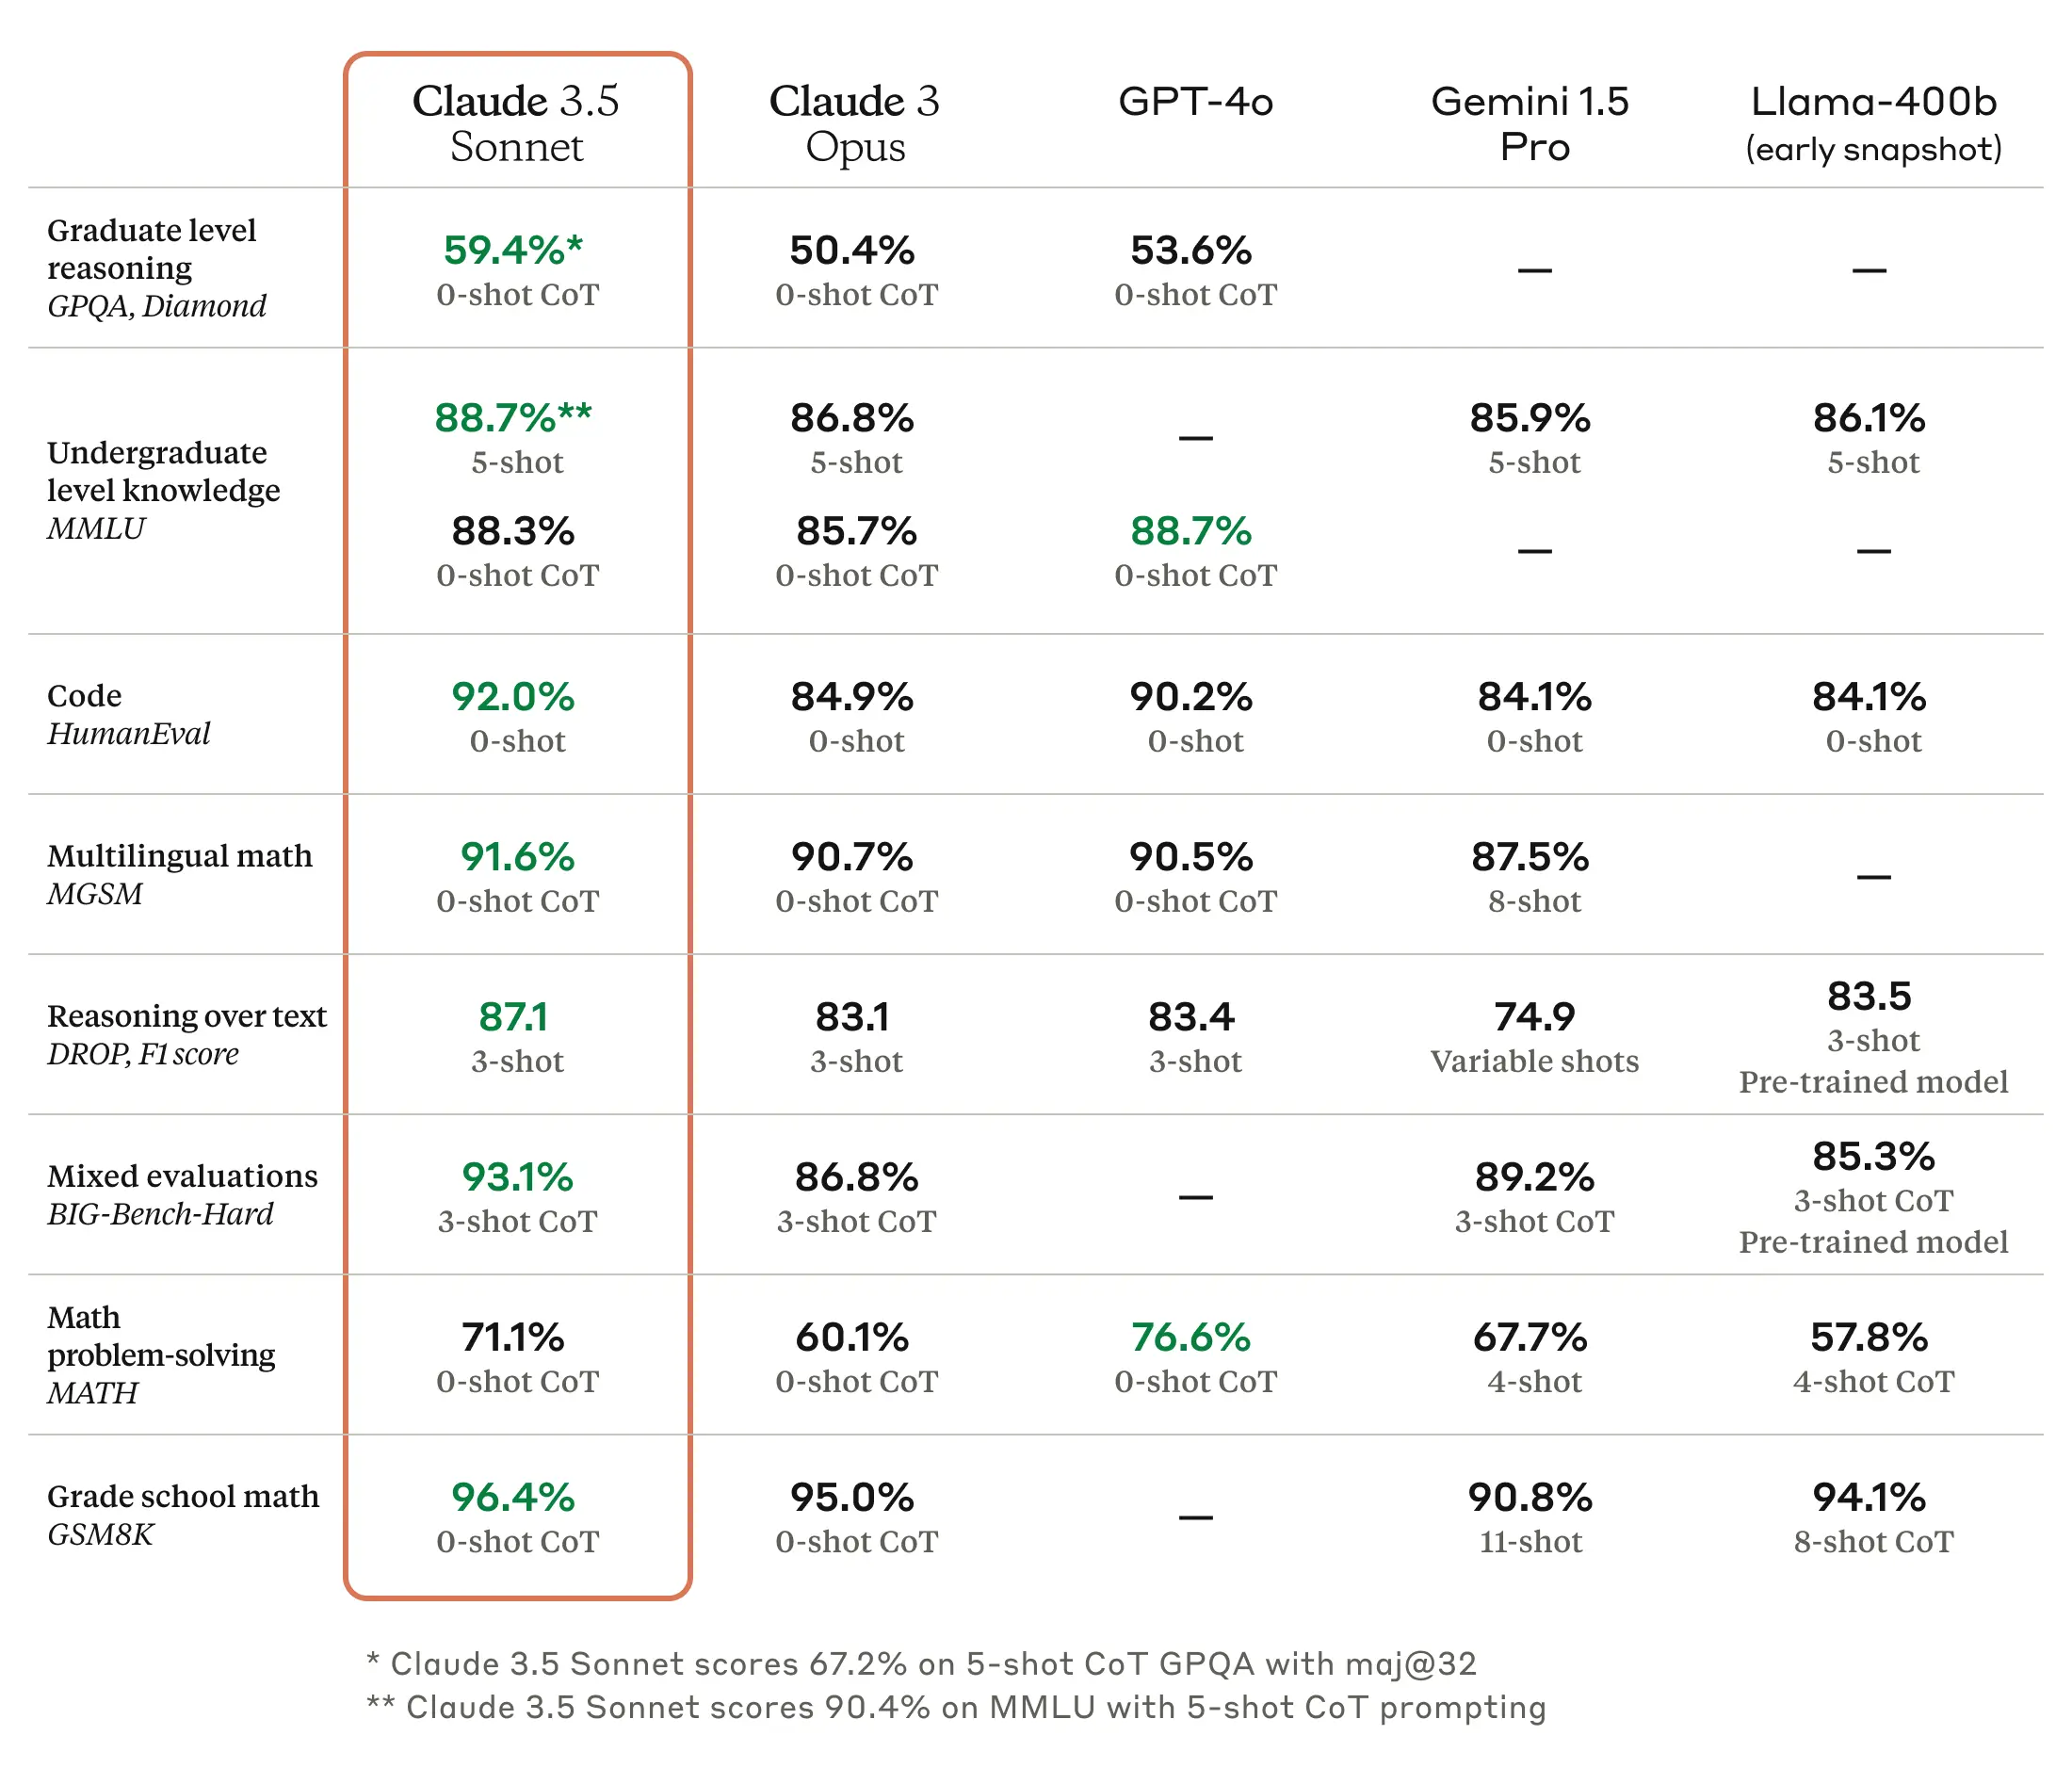 Claude 3.5
Sonnet
Claude 3
Opus
GPT-4o
Gemini 1.5
Pro
Llama-400b
(early snapshot)
Graduate level
reasoning
GPQA, Diamond
59.4%*
0-shot CoT
50.4%
0-shot CoT
53.6%
0-shot CoT
—
—
Undergraduate
level knowledge
MMLU
88.7%**
5-shot
86.8%
5-shot
—
85.9%
5-shot
86.1%
5-shot
88.3%
0-shot CoT
85.7%
0-shot CoT
88.7%
0-shot CoT
—
—
Code
HumanEval
92.0%
0-shot
84.9%
0-shot
90.2%
0-shot
84.1%
0-shot
84.1%
0-shot
Multilingual math
MGSM
91.6%
0-shot CoT
90.7%
0-shot CoT
90.5%
0-shot CoT
87.5%
8-shot
—
Reasoning over text
DROP, F1 score
87.1
3-shot
83.1
3-shot
83.4
3-shot
74.9
Variable shots
83.5
3-shot
Pre-trained model
Mixed evaluations
BIG-Bench-Hard
93.1%
3-shot CoT
86.8%
3-shot CoT
—
89.2%
3-shot CoT
85.3%
3-shot CoT
Pre-trained model
Math
problem-solving
MATH
71.1%
0-shot CoT
60.1%
0-shot CoT
76.6%
0-shot CoT
67.7%
4-shot
57.8%
4-shot CoT
Grade school math
GSM8K
96.4%
0-shot CoT
95.0%
0-shot CoT
—
90.8%
11-shot
94.1%
8-shot CoT
* Claude 3.5 Sonnet scores 67.2% on 5-shot CoT GPQA with maj@32
** Claude 3.5 Sonnet scores 90.4% on MMLU with 5-shot CoT prompting